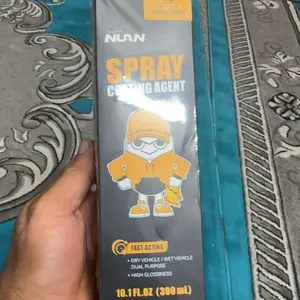 NUAN
SPRAY
COATING AGENT
FAST-ACTING
• DRY VEHICLE / WET VEHICLE
DUAL PURPOSE
• HIGH GLOSSINESS
10.1 FL.OZ (300 mL)